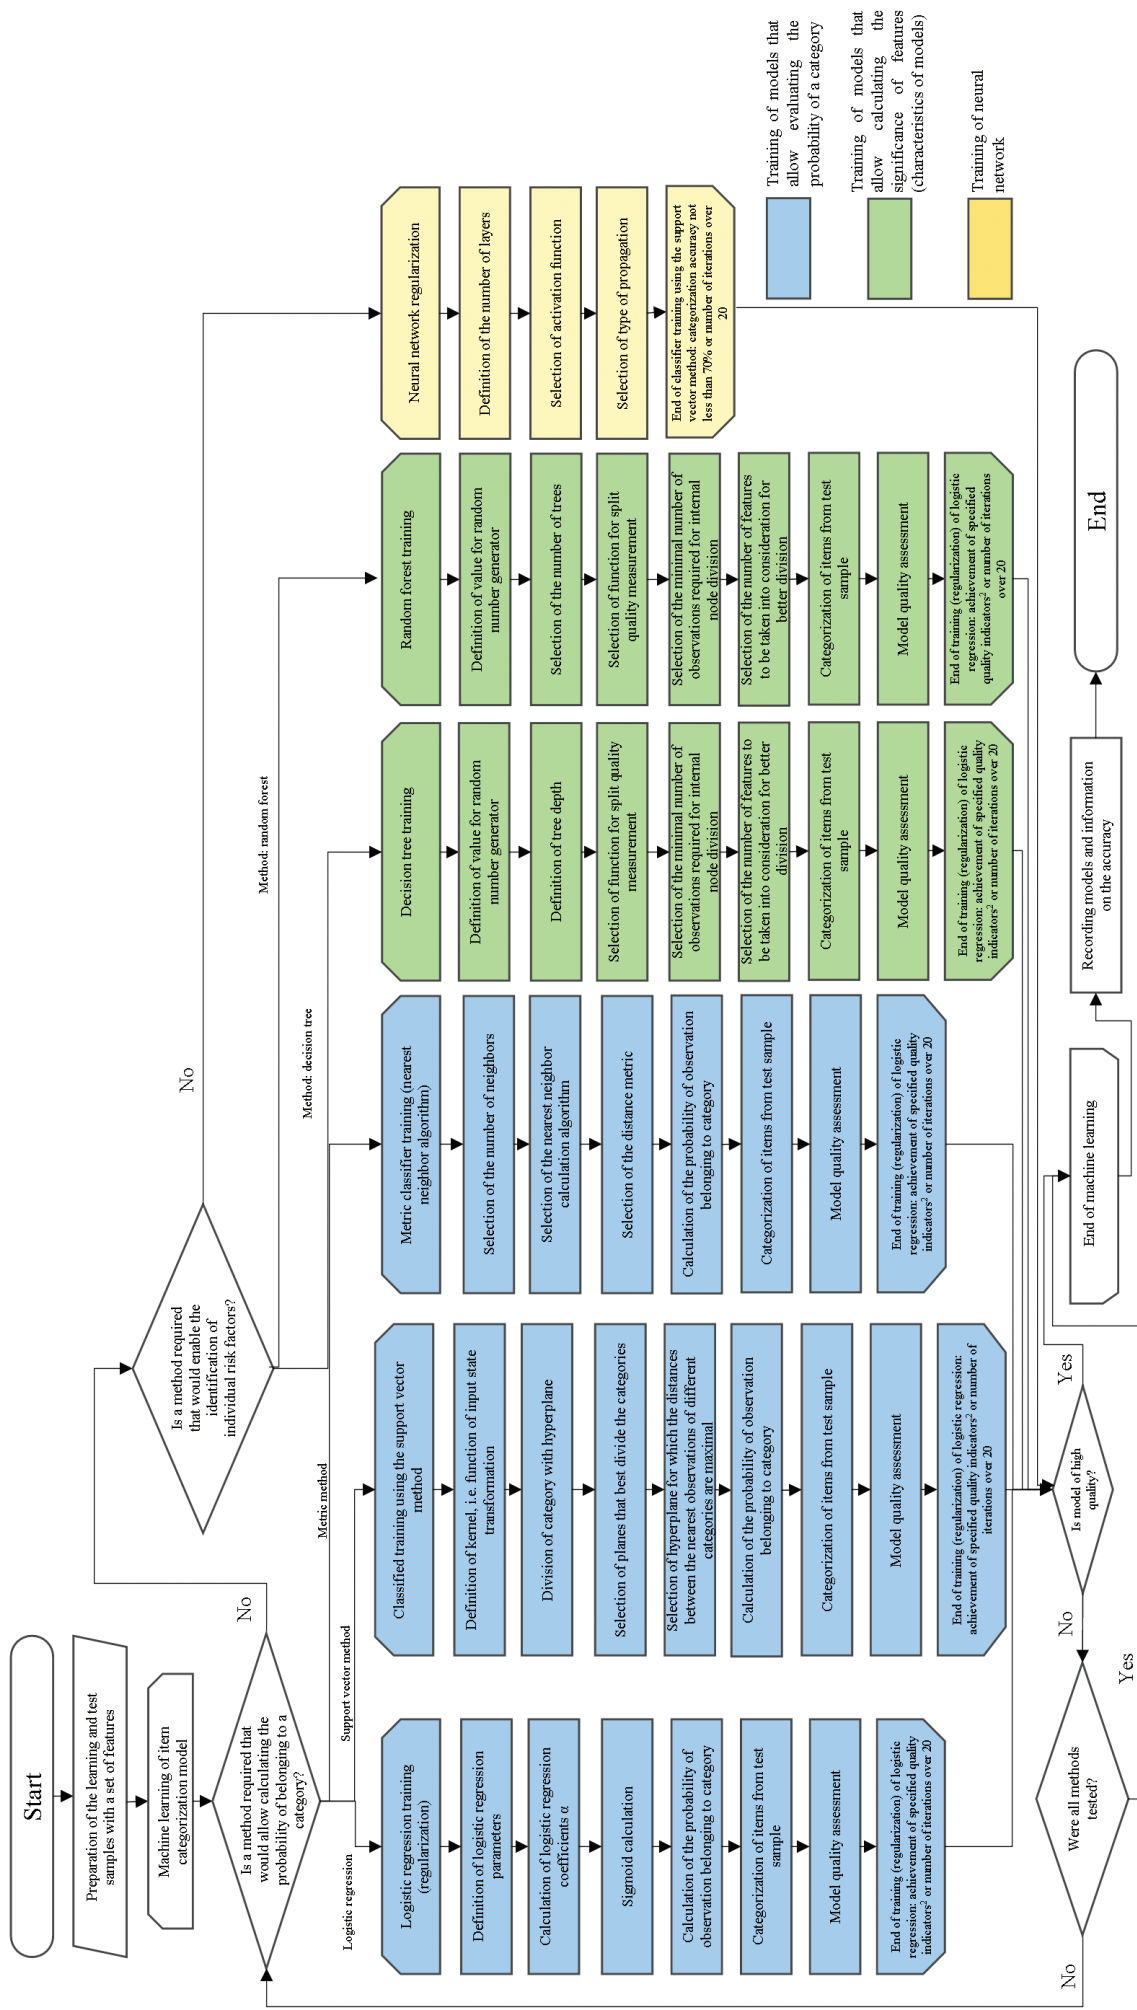 Start
Preparation of the learning and test
samples with a set of features
Machine learning of item
categorization model
Is a method required that
would allow calculating the
probability of belonging to a
category?
No
Is a method required
that would enable the
identification of
individual risk factors?
No
Logistic regression
Support vector method
Metric method
Method: decision tree
Method: random forest
Logistic regression training
(regularization)
Definition of logistic regression
parameters
Calculation of logistic regression
coefficients α
Sigmoid calculation
Calculation of the probability of
observation belonging to category
Categorization of items from test
sample
Model quality assessment
End of training (regularization) of logistic
regression: achievement of specified quality
indicators² or number of iterations over 20
Classified training using the support vector
method
Definition of kernel, i.e. function of input state
transformation
Division of category with hyperplane
Selection of planes that best divide the categories
Selection of hyperplane for which the distances
between the nearest observations of different
categories are maximal
Calculation of the probability of observation
belonging to category
Categorization of items from test sample
Model quality assessment
End of training (regularization) of logistic regression:
achievement of specified quality indicators² or number of
iterations over 20
Metric classifier training (nearest
neighbor algorithm)
Selection of the number of neighbors
Selection of the nearest neighbor
calculation algorithm
Selection of the distance metric
Calculation of the probability of observation
belonging to category
Categorization of items from test sample
Model quality assessment
End of training (regularization) of logistic
regression: achievement of specified quality
indicators² or number of iterations over 20
Decision tree training
Definition of value for random
number generator
Definition of tree depth
Selection of function for split quality
measurement
Selection of the minimal number of
observations required for internal
node division
Selection of the number of features to
be taken into consideration for better
division
Categorization of items from test
sample
Model quality assessment
End of training (regularization) of logistic
regression: achievement of specified quality
indicators² or number of iterations over 20
Random forest training
Definition of value for random
number generator
Selection of the number of trees
Selection of function for split
quality measurement
Selection of the minimal number of
observations required for internal
node division
Selection of the number of features
to be taken into consideration for
better division
Categorization of items from test
sample
Model quality assessment
End of training (regularization) of logistic
regression: achievement of specified
quality indicators² or number of iterations
over 20
Neural network regularization
Definition of the number of layers
Selection of activation function
Selection of type of propagation
End of classifier training using the support
vector method: categorization accuracy not
less than 70% or number of iterations over
20
Training of models that
allow evaluating the
probability of a category
Training of models that
allow calculating the
significance of features
(characteristics of models)
Training of neural
network
Is model of high
quality?
Yes
No
Were all methods
tested?
No
Yes
End of machine learning
Recording models and information
on the accuracy
End